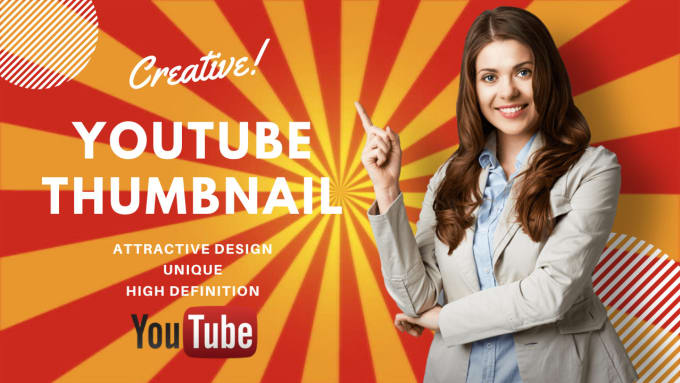 Creative!
YOUTUBE
THUMBNAIL
ATTRACTIVE DESIGN
UNIQUE
HIGH DEFINITION
YouTube